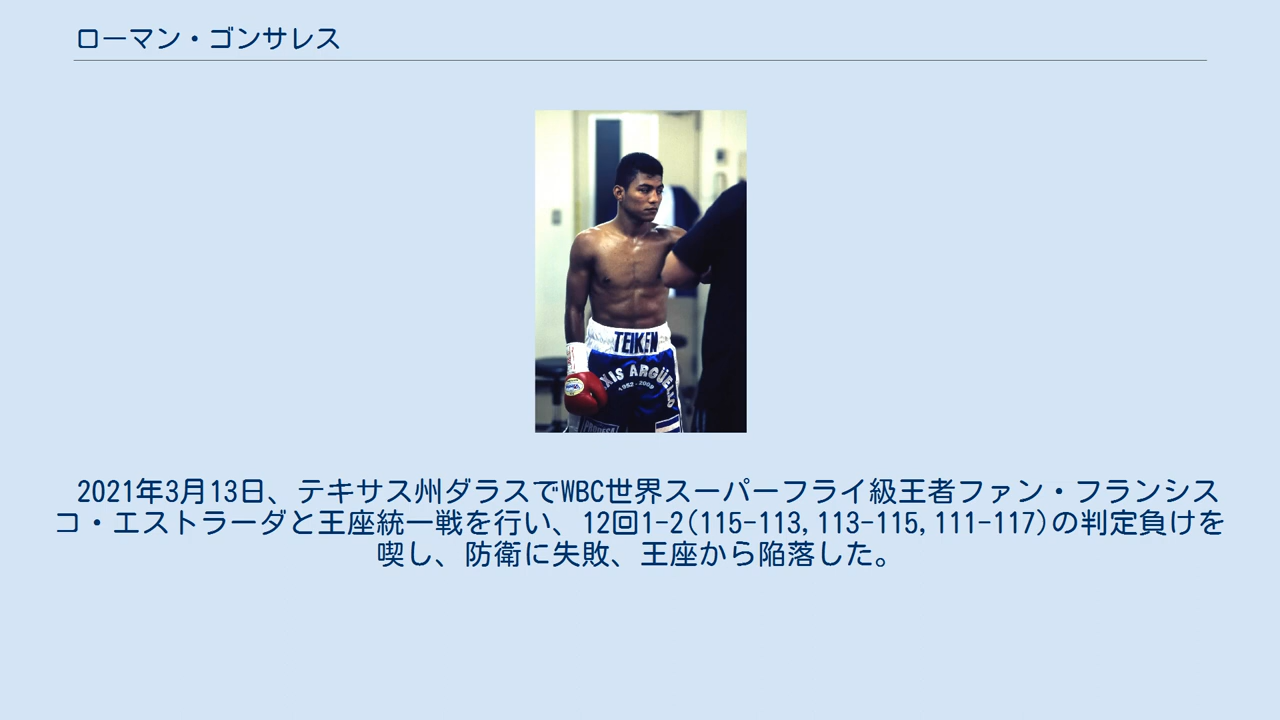 ローマン・ゴンサレス
TEIKEN
XIS ARGÜELLO
1952-2009
2021年3月13日、テキサス州ダラスでWBC世界スーパーフライ級王者ファン・フランシス
コ・エストラーダと王座統一戦を行い、12回1-2(115-113,113-115,111-117)の判定負けを
喫し、防衛に失敗、王座から陥落した。